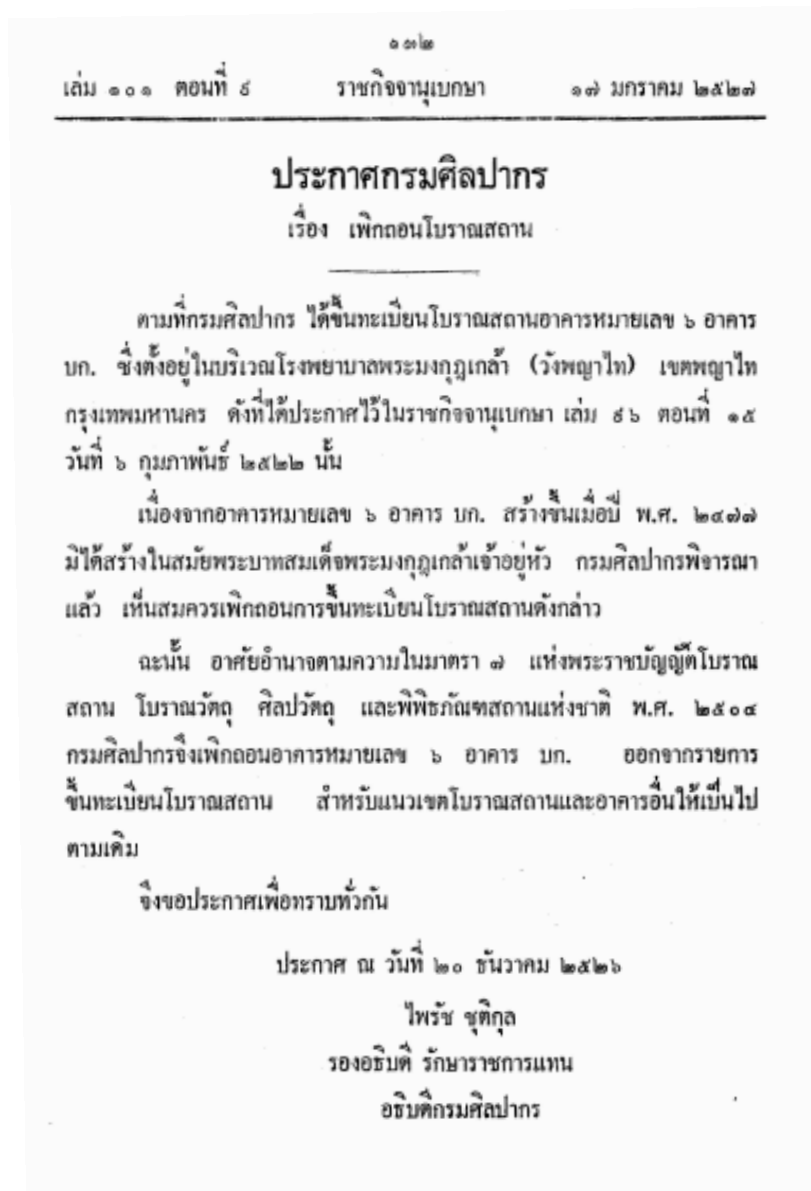 ๑๓๒
เล่ม ๑๐๑ ตอนที่ ๙ ราชกิจจานุเบกษา ๑๗ มกราคม ๒๕๒๗
ประกาศกรมศิลปากร
เรื่อง เพิกถอนโบราณสถาน
ตามที่กรมศิลปากร ได้ขึ้นทะเบียนโบราณสถานอาคารหมายเลข ๖ อาคาร
บก. ซึ่งตั้งอยู่ในบริเวณโรงพยาบาลพระมงกุฎเกล้า (วังพญาไท) เขตพญาไท
กรุงเทพมหานคร ดังที่ได้ประกาศไว้ในราชกิจจานุเบกษา เล่ม ๙๖ ตอนที่ ๑๕
วันที่ ๖ กุมภาพันธ์ ๒๕๒๒ นั้น
เนื่องจากอาคารหมายเลข ๖ อาคาร บก. สร้างขึ้นเมื่อปี พ.ศ. ๒๔๗๗
มิได้สร้างในสมัยพระบาทสมเด็จพระมงกุฎเกล้าเจ้าอยู่หัว กรมศิลปากรพิจารณา
แล้ว เห็นสมควรเพิกถอนการขึ้นทะเบียนโบราณสถานดังกล่าว
ฉะนั้น อาศัยอำนาจตามความในมาตรา ๗ แห่งพระราชบัญญัติโบราณ
สถาน โบราณวัตถุ ศิลปวัตถุ และพิพิธภัณฑสถานแห่งชาติ พ.ศ. ๒๕๐๔
กรมศิลปากรจึงเพิกถอนอาคารหมายเลข ๖ อาคาร บก. ออกจากรายการ
ขึ้นทะเบียนโบราณสถาน สำหรับแนวเขตโบราณสถานและอาคารอื่นให้เป็นไป
ตามเดิม
จึงขอประกาศเพื่อทราบทั่วกัน
ประกาศ ณ วันที่ ๒๐ ธันวาคม ๒๕๒๖
ไพรัช ชุติกุล
รองอธิบดี รักษาราชการแทน
อธิบดีกรมศิลปากร